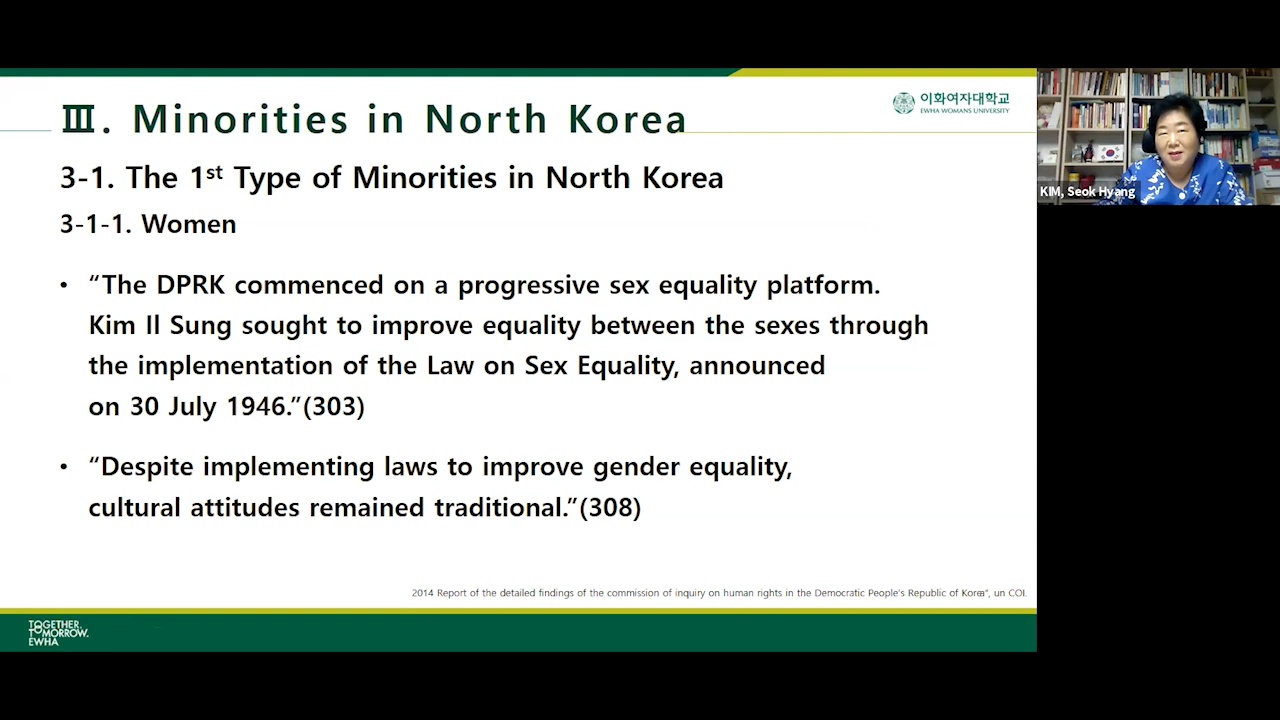 Ⅲ. Minorities in North Korea
이화여자대학교
EWHA WOMANS UNIVERSITY
3-1. The 1st Type of Minorities in North Korea
3-1-1. Women
• “The DPRK commenced on a progressive sex equality platform.
Kim Il Sung sought to improve equality between the sexes through
the implementation of the Law on Sex Equality, announced
on 30 July 1946.”(303)
• “Despite implementing laws to improve gender equality,
cultural attitudes remained traditional.”(308)
2014 Report of the detailed findings of the commission of inquiry on human rights in the Democratic People's Republic of Korea”, un COI.
TOGETHER.
TOMORROW.
EWHA
KIM, Seok Hyang